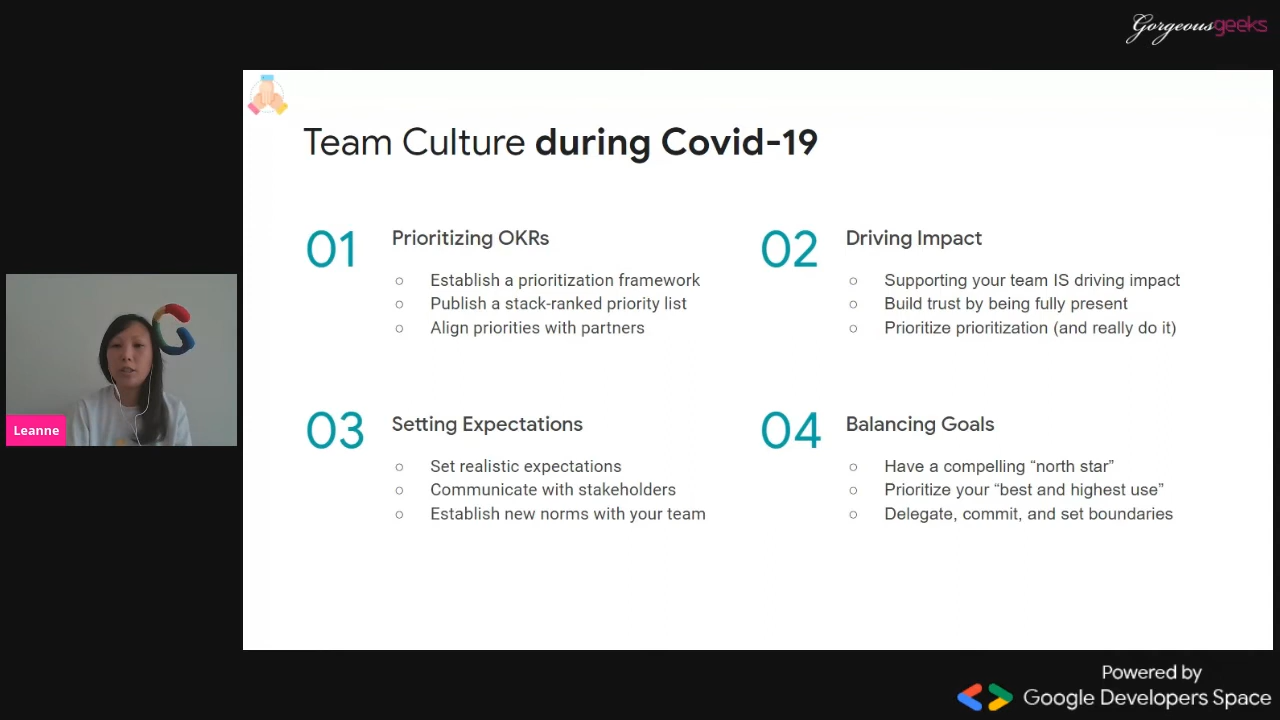 Gorgeousgeeks
Team Culture during Covid-19
01
Prioritizing OKRs
○ Establish a prioritization framework
○ Publish a stack-ranked priority list
○ Align priorities with partners
02
Driving Impact
○ Supporting your team IS driving impact
○ Build trust by being fully present
○ Prioritize prioritization (and really do it)
03
Setting Expectations
○ Set realistic expectations
○ Communicate with stakeholders
○ Establish new norms with your team
04
Balancing Goals
○ Have a compelling “north star”
○ Prioritize your “best and highest use”
○ Delegate, commit, and set boundaries
Leanne
Powered by
Google Developers Space